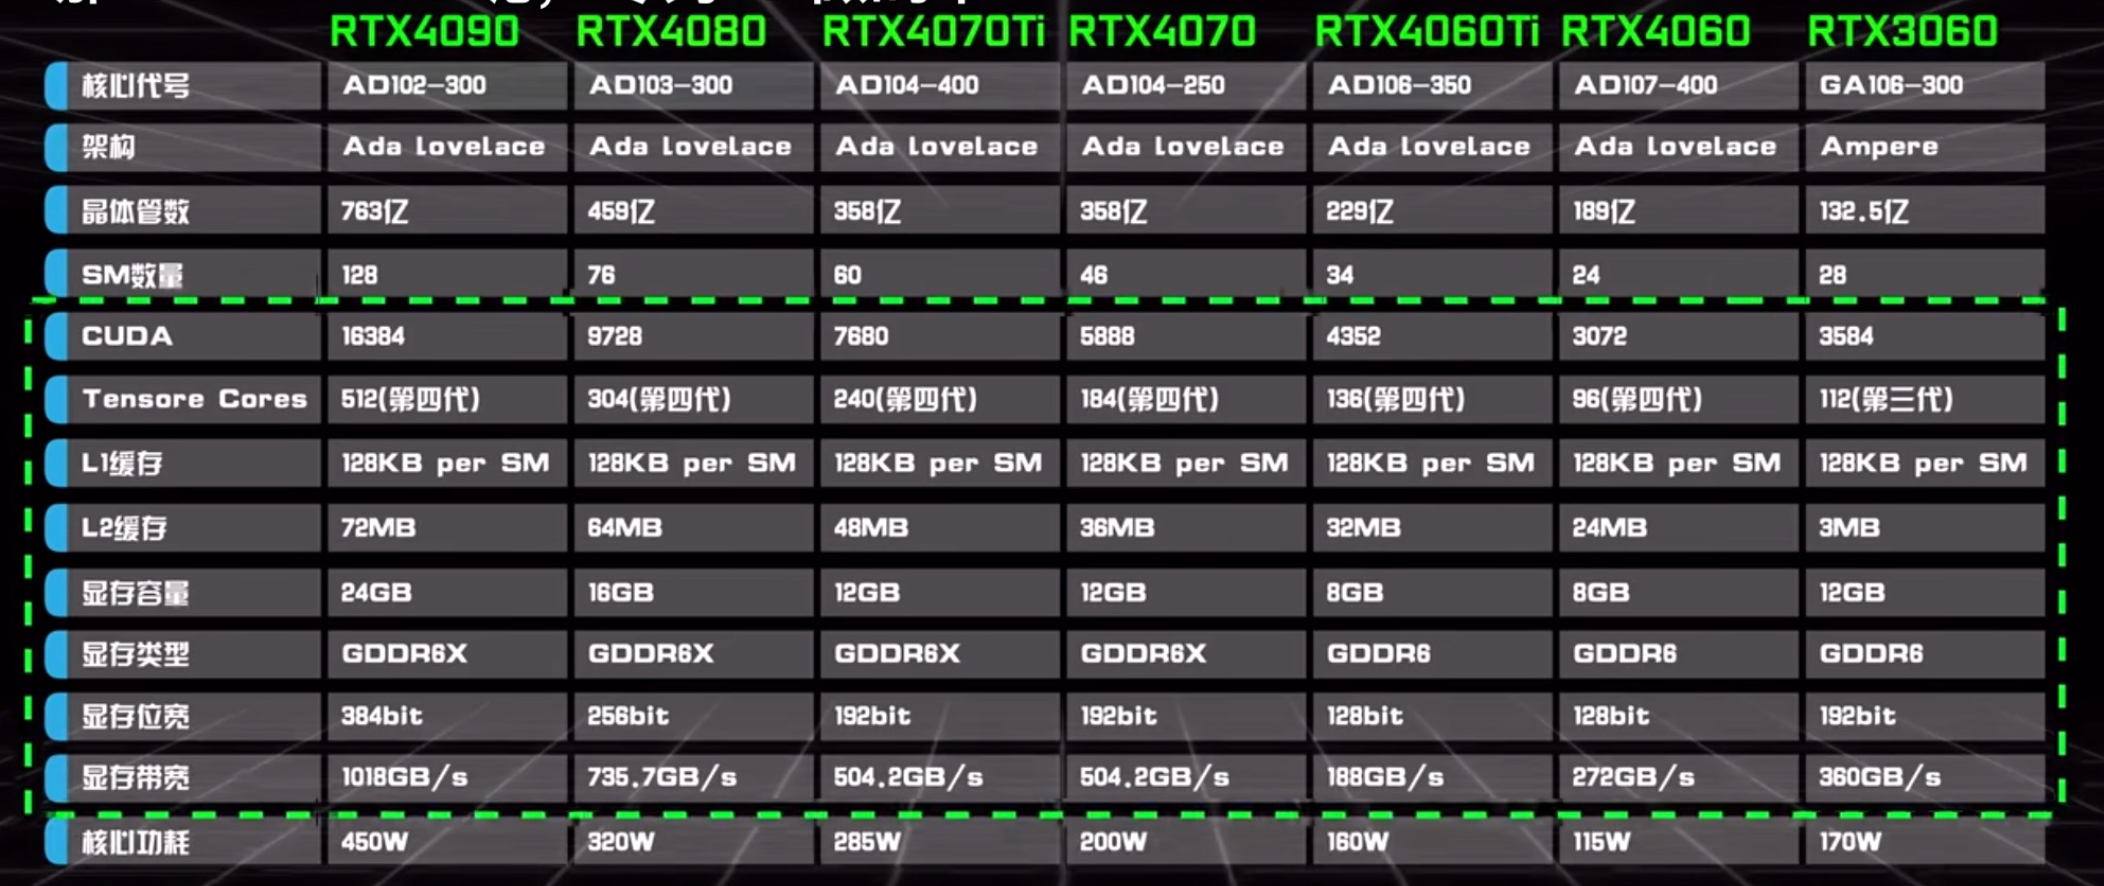 RTX4090 RTX4080 RTX4070Ti RTX4070 RTX4060Ti RTX4060 RTX3060
核心代号 AD102-300 AD103-300 AD104-400 AD104-250 AD106-350 AD107-400 GA106-300
架构 Ada Lovelace Ada Lovelace Ada Lovelace Ada Lovelace Ada Lovelace Ada Lovelace Ampere
晶体管数 763亿 459亿 358亿 358亿 229亿 189亿 132.5亿
SM数量 128 76 60 46 34 24 28
CUDA 16384 9728 7680 5888 4352 3072 3584
Tensore Cores 512(第四代) 304(第四代) 240(第四代) 184(第四代) 136(第四代) 96(第四代) 112(第三代)
L1缓存 128KB per SM 128KB per SM 128KB per SM 128KB per SM 128KB per SM 128KB per SM 128KB per SM
L2缓存 72MB 64MB 48MB 36MB 32MB 24MB 3MB
显存容量 24GB 16GB 12GB 12GB 8GB 8GB 12GB
显存类型 GDDR6X GDDR6X GDDR6X GDDR6X GDDR6 GDDR6 GDDR6
显存位宽 384bit 256bit 192bit 192bit 128bit 128bit 192bit
显存带宽 1018GB/s 735.7GB/s 504.2GB/s 504.2GB/s 188GB/s 272GB/s 360GB/s
核心功耗 450W 320W 285W 200W 160W 115W 170W